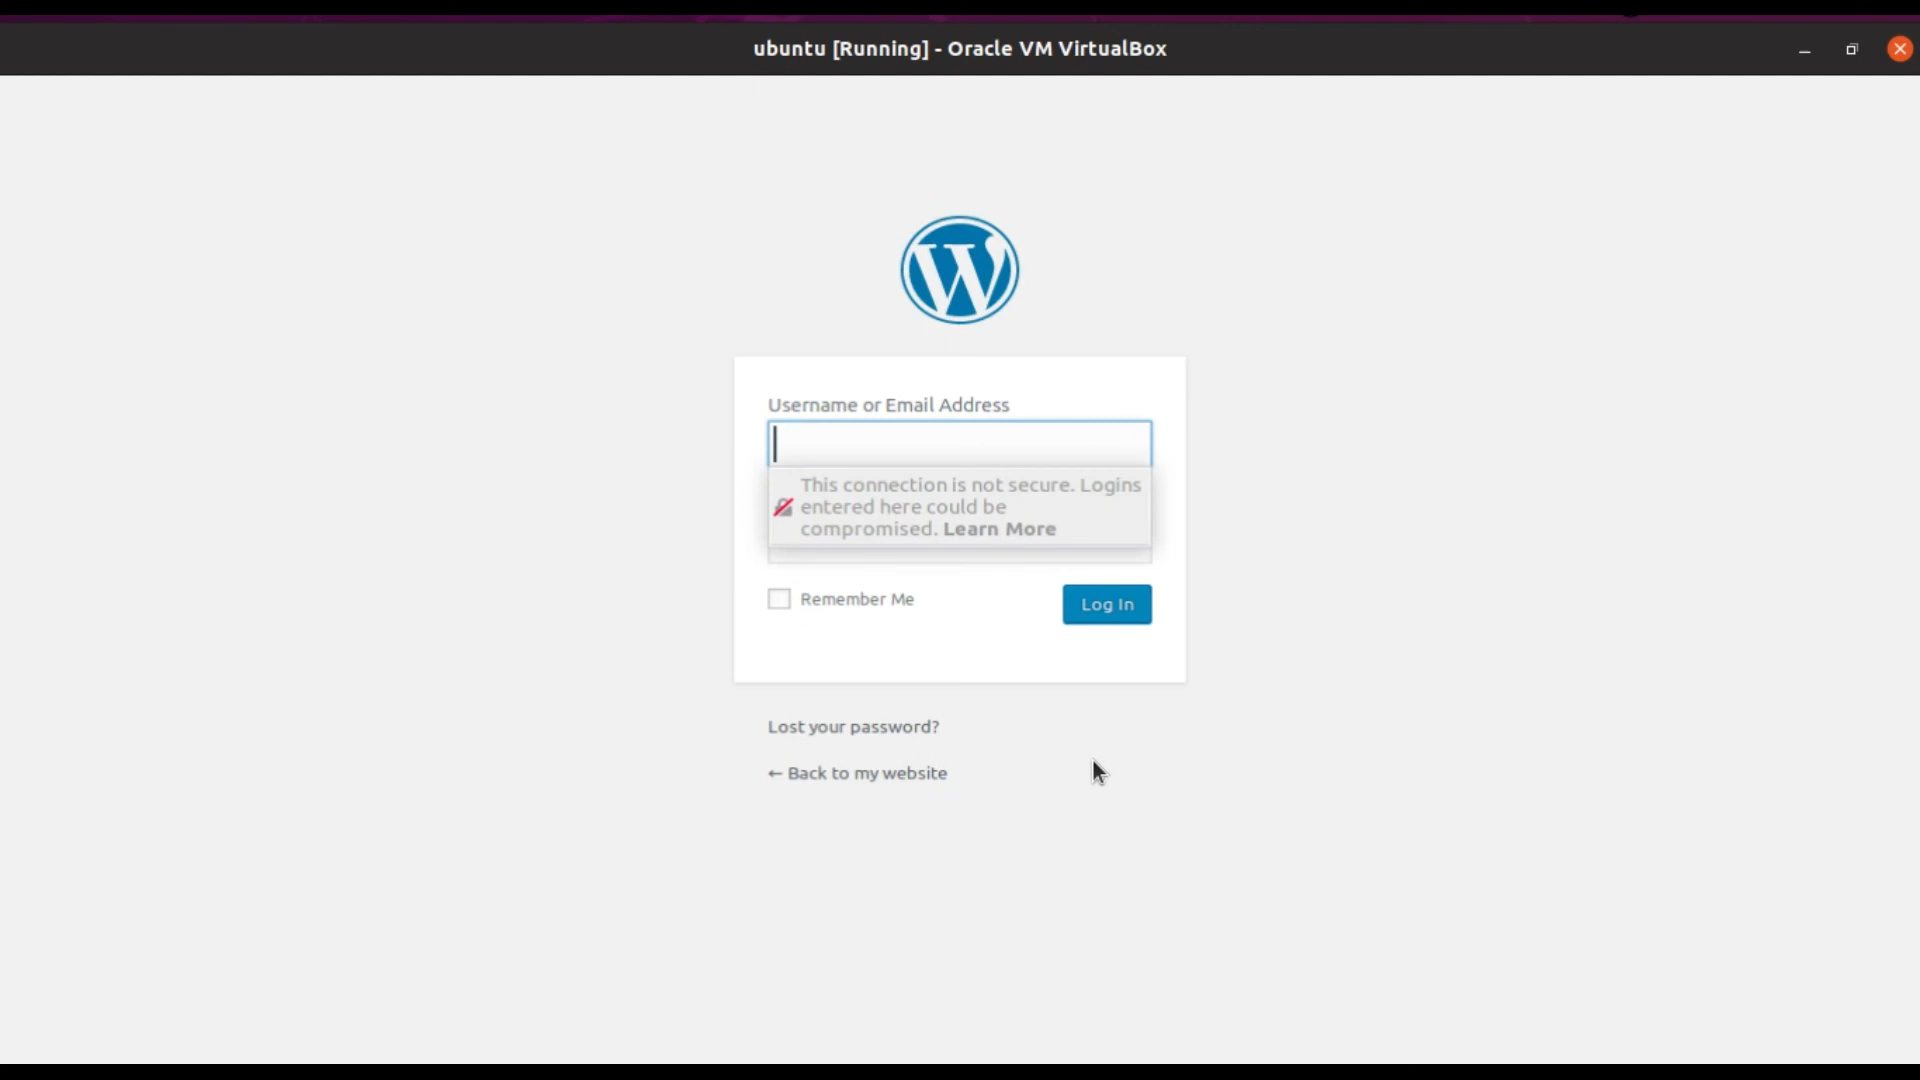 ubuntu [Running] - Oracle VM VirtualBox
Username or Email Address
This connection is not secure. Logins
entered here could be
compromised. Learn More
Remember Me
Log In
Lost your password?
← Back to my website